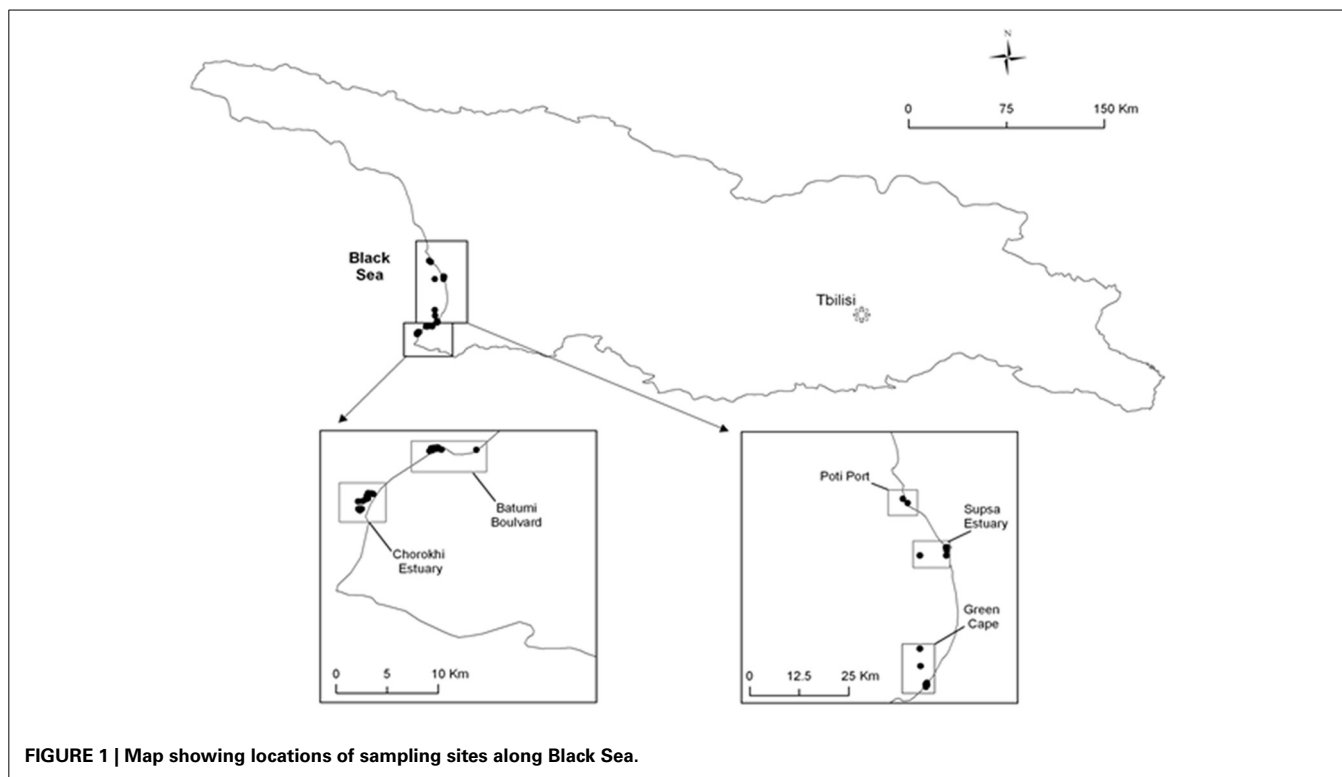 N
0 75 150 Km
Black
Sea
Tbilisi
Batumi
Boulvard
Chorokhi
Estuary
0 5 10 Km
Poti Port
Supsa
Estuary
Green
Cape
0 12.5 25 Km
FIGURE 1 | Map showing locations of sampling sites along Black Sea.